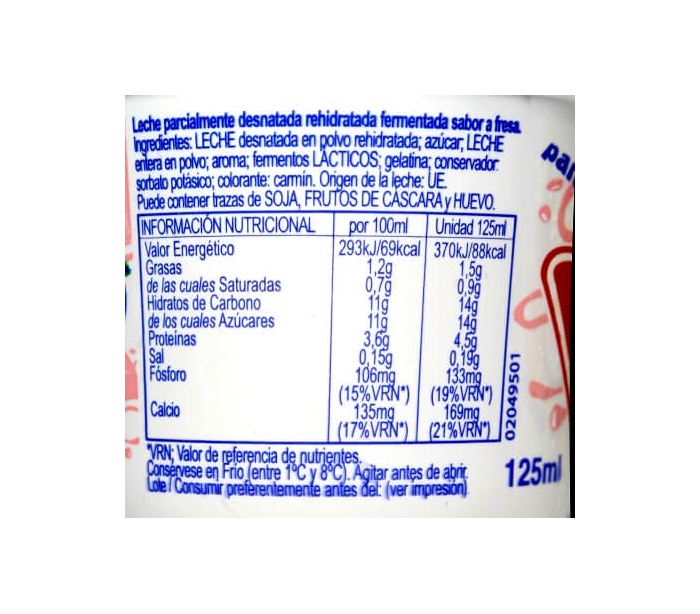 Leche parcialmente desnatada rehidratada fermentada sabor a fresa.
Ingredientes: LECHE desnatada en polvo rehidratada; azúcar; LECHE
entera en polvo; aroma; fermentos LÁCTICOS; gelatina; conservador:
sorbato potásico; colorante: carmín. Origen de la leche: UE.
Puede contener trazas de SOJA, FRUTOS DE CÁSCARA y HUEVO.
INFORMACIÓN NUTRICIONAL por 100ml Unidad 125ml
Valor Energético 293kJ/69kcal 370kJ/88kcal
Grasas 1,2g 1,5g
de las cuales Saturadas 0,7g 0,9g
Hidratos de Carbono 11g 14g
de los cuales Azúcares 11g 14g
Proteínas 3,6g 4,5g
Sal 0,15g 0,19g
Fósforo 106mg 133mg
(15%VRN*) (19%VRN*)
Calcio 135mg 169mg
(17%VRN*) (21%VRN*)
02049501
*VRN; Valor de referencia de nutrientes.
Consérvese en Frío (entre 1ºC y 8ºC). Agitar antes de abrir.
Lote / Consumir preferentemente antes del: (ver impresión)
125ml